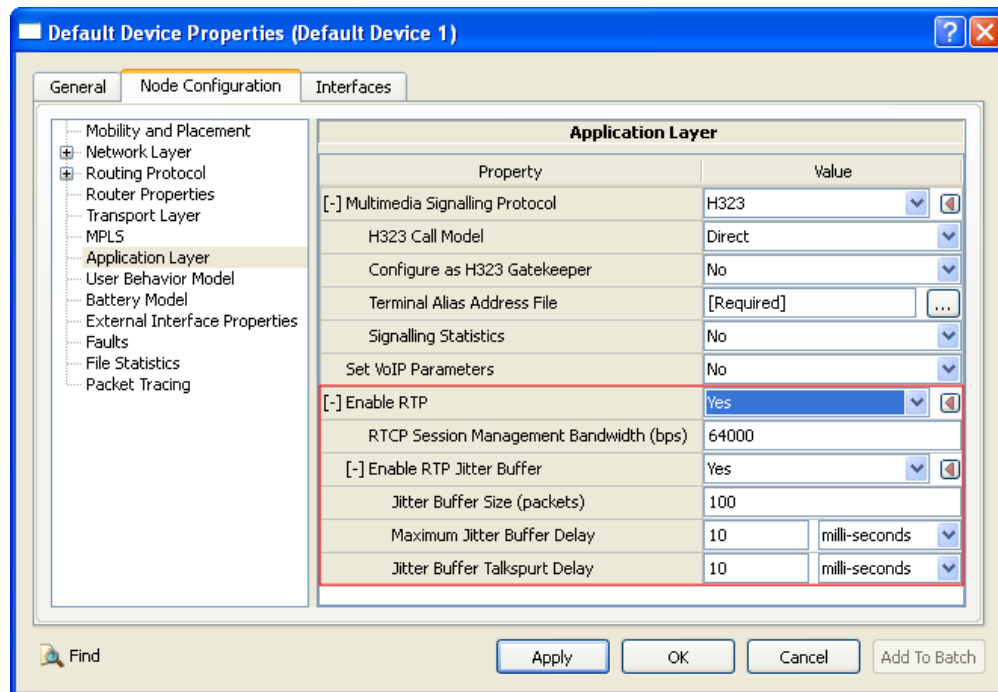 Default Device Properties (Default Device 1)
?
General Node Configuration Interfaces
Mobility and Placement
Network Layer
Routing Protocol
Router Properties
Transport Layer
MPLS
Application Layer
User Behavior Model
Battery Model
External Interface Properties
Faults
File Statistics
Packet Tracing
Application Layer
Property Value
[-] Multimedia Signalling Protocol H323
H323 Call Model Direct
Configure as H323 Gatekeeper No
Terminal Alias Address File [Required] ...
Signalling Statistics No
Set VoIP Parameters No
[-] Enable RTP Yes
RTCP Session Management Bandwidth (bps) 64000
[-] Enable RTP Jitter Buffer Yes
Jitter Buffer Size (packets) 100
Maximum Jitter Buffer Delay 10 milli-seconds
Jitter Buffer Talkspurt Delay 10 milli-seconds
Find Apply OK Cancel Add To Batch